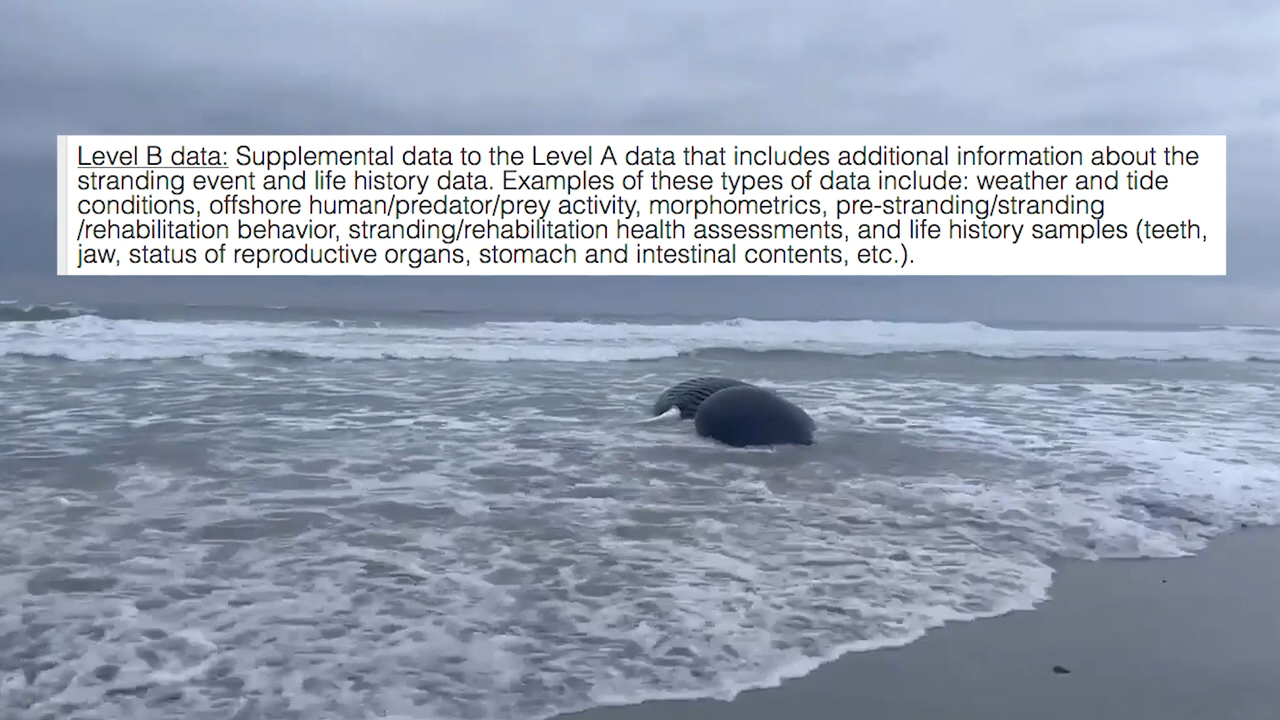 Level B data: Supplemental data to the Level A data that includes additional information about the
stranding event and life history data. Examples of these types of data include: weather and tide
conditions, offshore human/predator/prey activity, morphometrics, pre-stranding/stranding
/rehabilitation behavior, stranding/rehabilitation health assessments, and life history samples (teeth,
jaw, status of reproductive organs, stomach and intestinal contents, etc.).